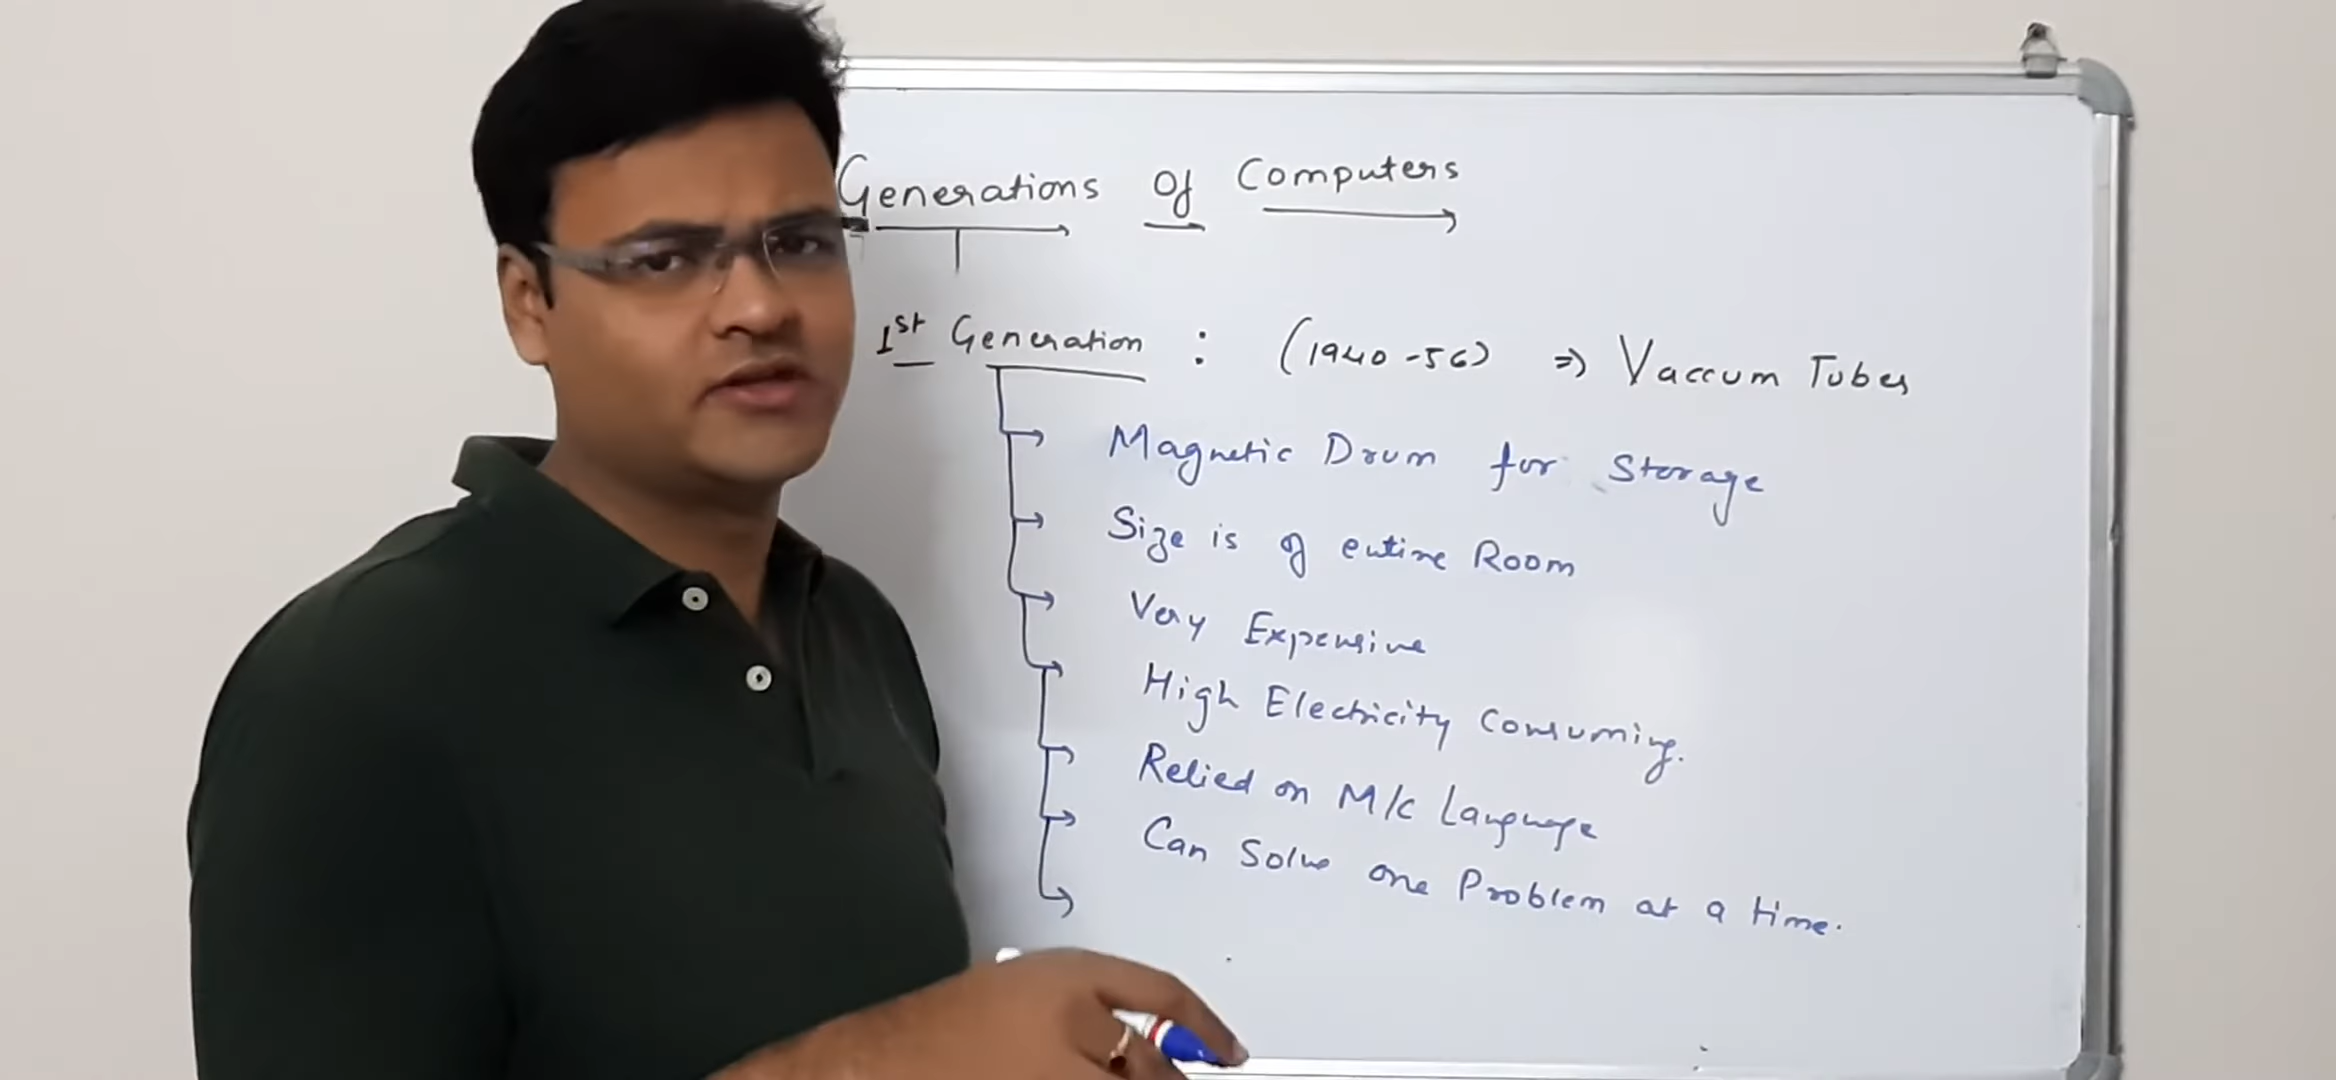 Generations Of Computers
1st Generation : (1940-56) ⇒ Vaccum Tubes
Magnetic Drum for Storage
Size is of entire Room
Very Expensive
High Electricity Consuming.
Relied on M/c Language
Can Solve one Problem at a time.